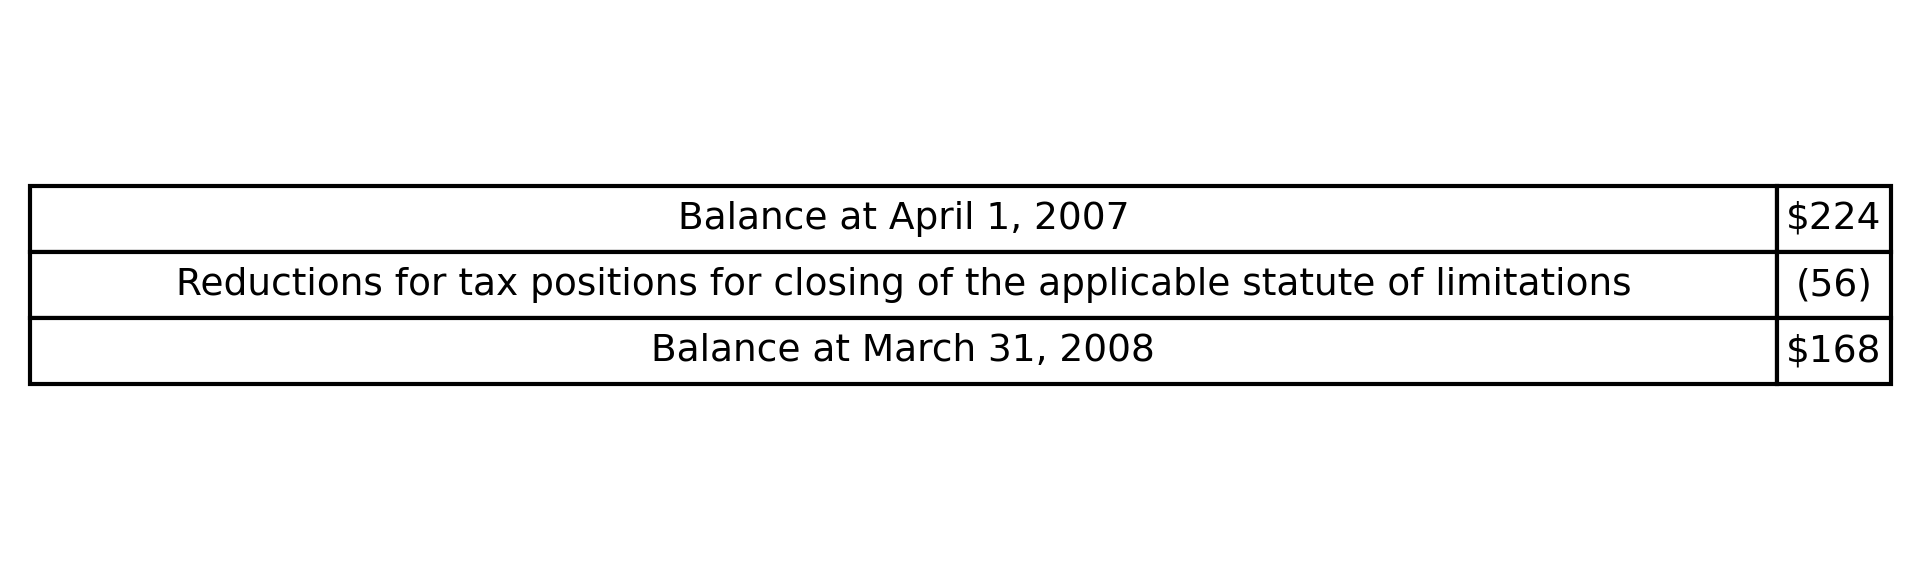 Balance at April 1, 2007 $224
Reductions for tax positions for closing of the applicable statute of limitations (56)
Balance at March 31, 2008 $168